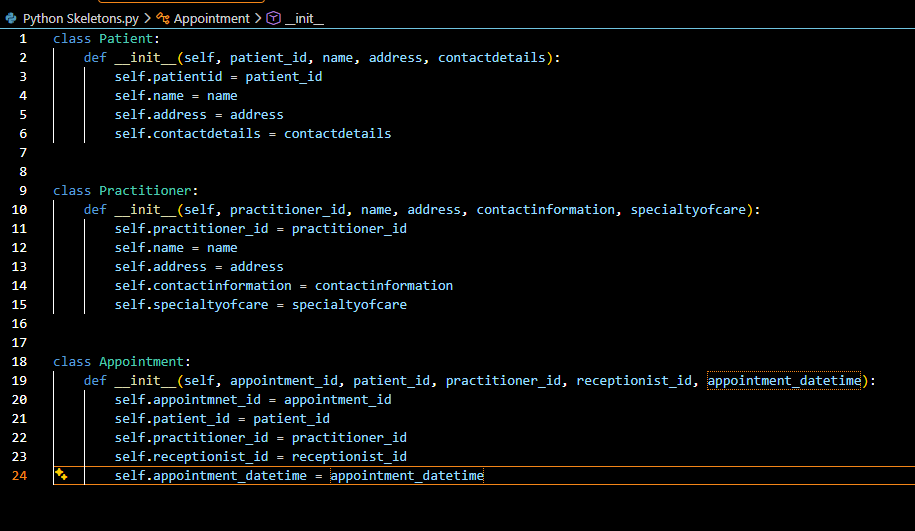 Python Skeletons.py > Appointment > __init__
1 class Patient:
2     def __init__(self, patient_id, name, address, contactdetails):
3         self.patientid = patient_id
4         self.name = name
5         self.address = address
6         self.contactdetails = contactdetails
7
8
9 class Practitioner:
10     def __init__(self, practitioner_id, name, address, contactinformation, specialtyofcare):
11         self.practitioner_id = practitioner_id
12         self.name = name
13         self.address = address
14         self.contactinformation = contactinformation
15         self.specialtyofcare = specialtyofcare
16
17
18 class Appointment:
19     def __init__(self, appointment_id, patient_id, practitioner_id, receptionist_id, appointment_datetime):
20         self.appointmnet_id = appointment_id
21         self.patient_id = patient_id
22         self.practitioner_id = practitioner_id
23         self.receptionist_id = receptionist_id
24         self.appointment_datetime = appointment_datetime